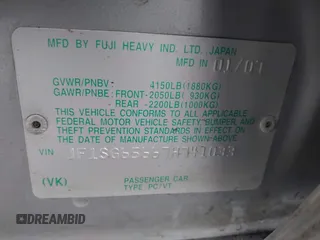 MFD BY FUJI HEAVY IND. LTD. JAPAN
MFD IN 01/07
GVWR/PNBV - 4150LB(1880KG)
GAWR/PNBE: FRONT-2050LB( 930KG)
REAR -2200LB(1000KG)
THIS VEHICLE CONFORMS TO ALL APPLICABLE
FEDERAL MOTOR VEHICLE SAFETY, BUMPER, AND
THEFT PREVENTION STANDARDS IN EFFECT ON THE DATE
OF MANUFACTURE SHOWN ABOVE.
VIN
(VK)
PASSENGER CAR
TYPE PC/VT
AUTOBIDMASTER